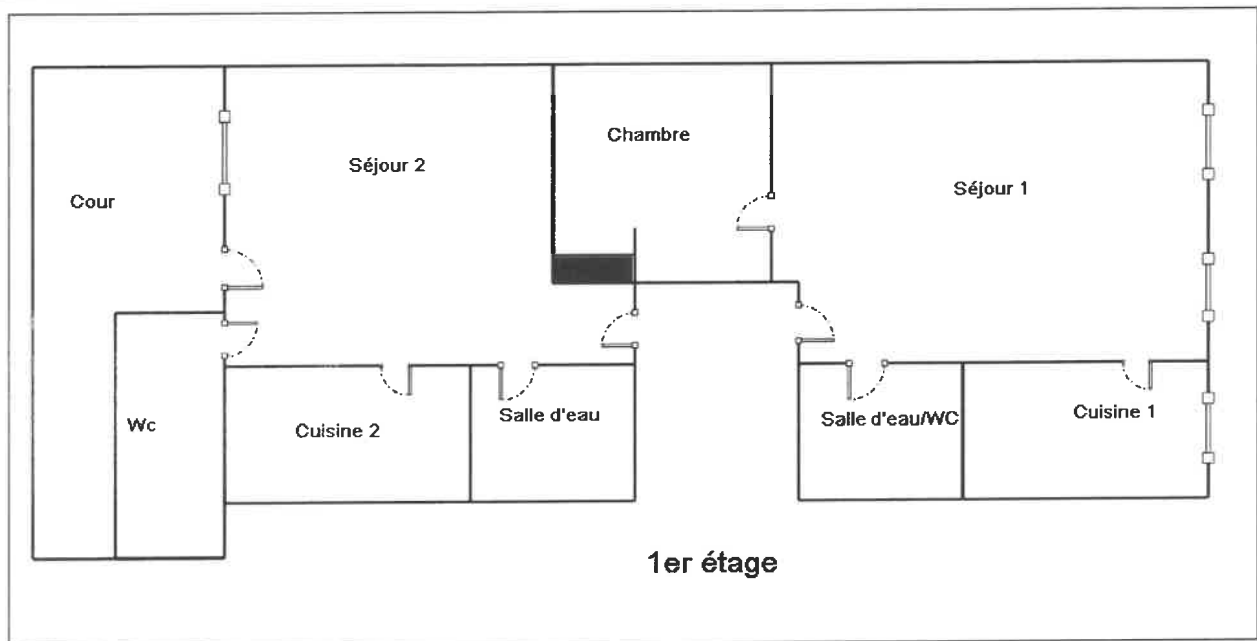 Chambre
Séjour 2
Séjour 1
Cour
Wc
Cuisine 2
Salle d'eau
Salle d'eau/WC
Cuisine 1
1er étage